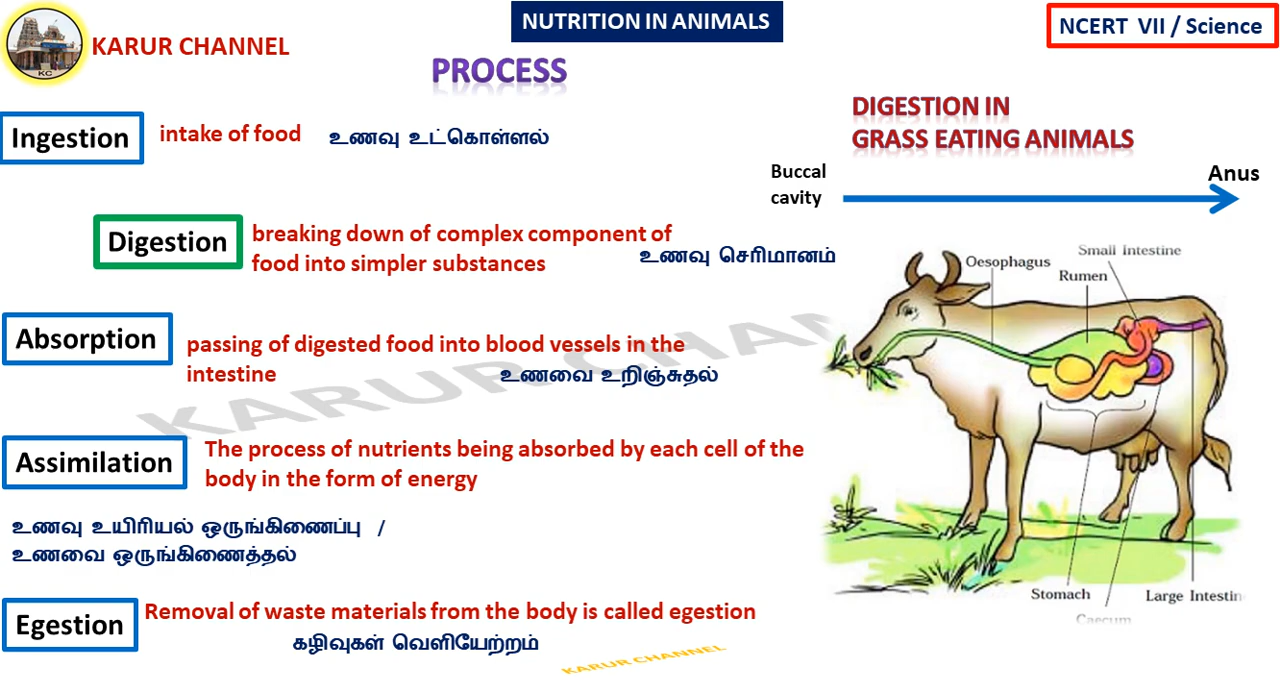 NUTRITION IN ANIMALS
NCERT VII / Science
KARUR CHANNEL
KC
PROCESS
Ingestion
intake of food
உணவு உட்கொள்ளல்
Digestion
breaking down of complex component of
food into simpler substances
உணவு செரிமானம்
Absorption
passing of digested food into blood vessels in the
intestine
உணவை உறிஞ்சுதல்
Assimilation
The process of nutrients being absorbed by each cell of the
body in the form of energy
உணவு உயிரியல் ஒருங்கிணைப்பு /
உணவை ஒருங்கிணைத்தல்
Egestion
Removal of waste materials from the body is called egestion
கழிவுகள் வெளியேற்றம்
DIGESTION IN
GRASS EATING ANIMALS
Buccal
cavity
Anus
Small Intestine
Oesophagus
Rumen
Stomach
Large Intestin
Caecum
KARUR CHAN
KARUR CHANNEL